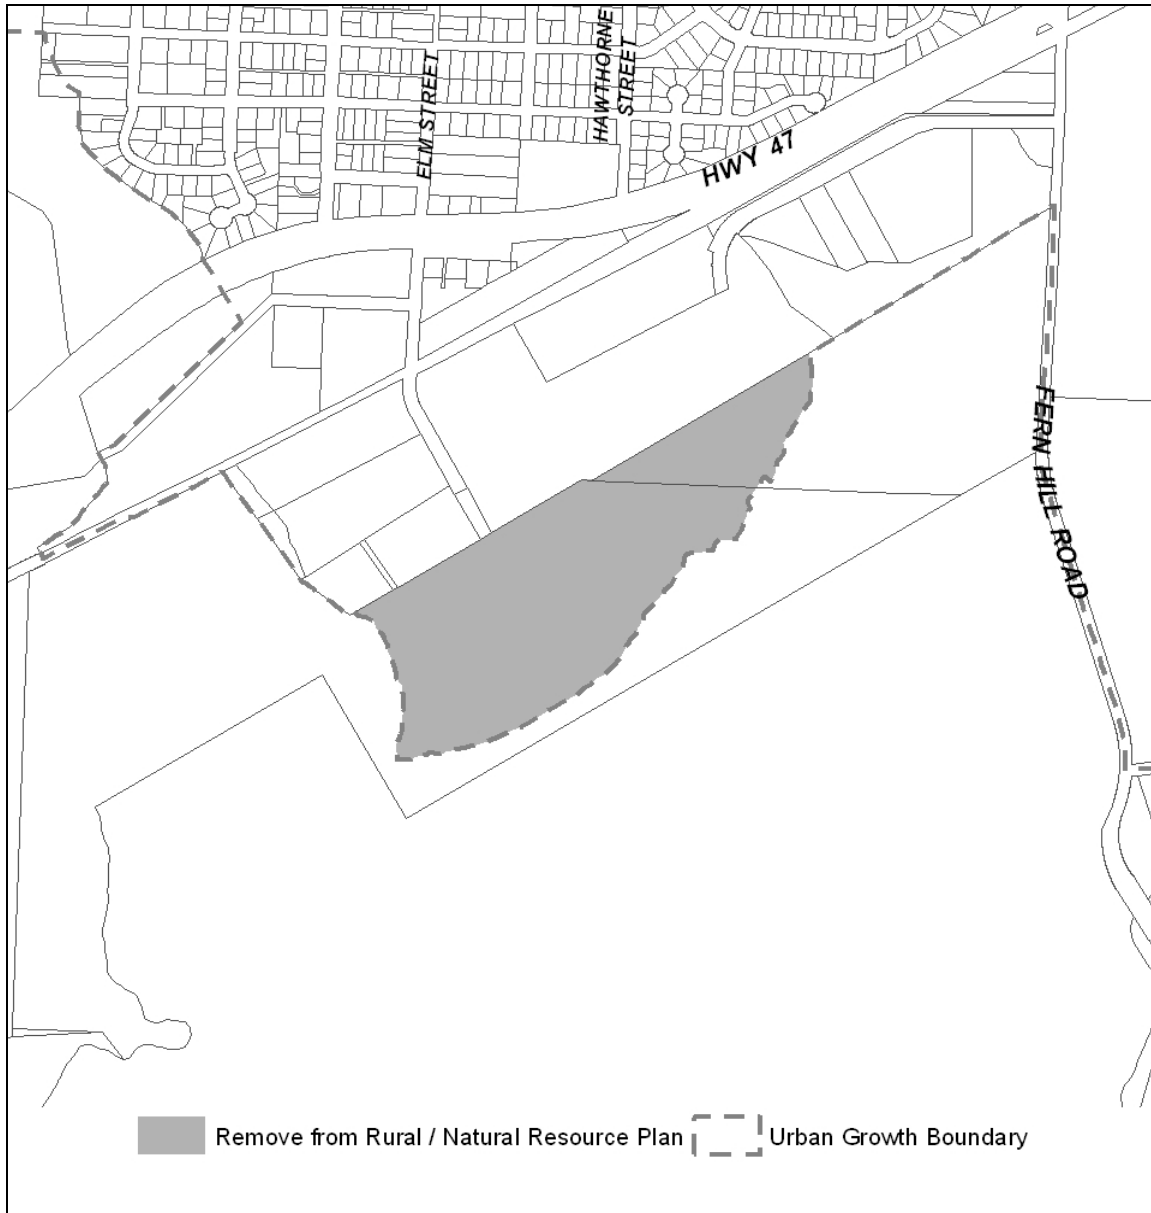 HAWTHORNE
STREET
ELM STREET
HWY 47
FERN HILL ROAD
Remove from Rural / Natural Resource Plan
Urban Growth Boundary